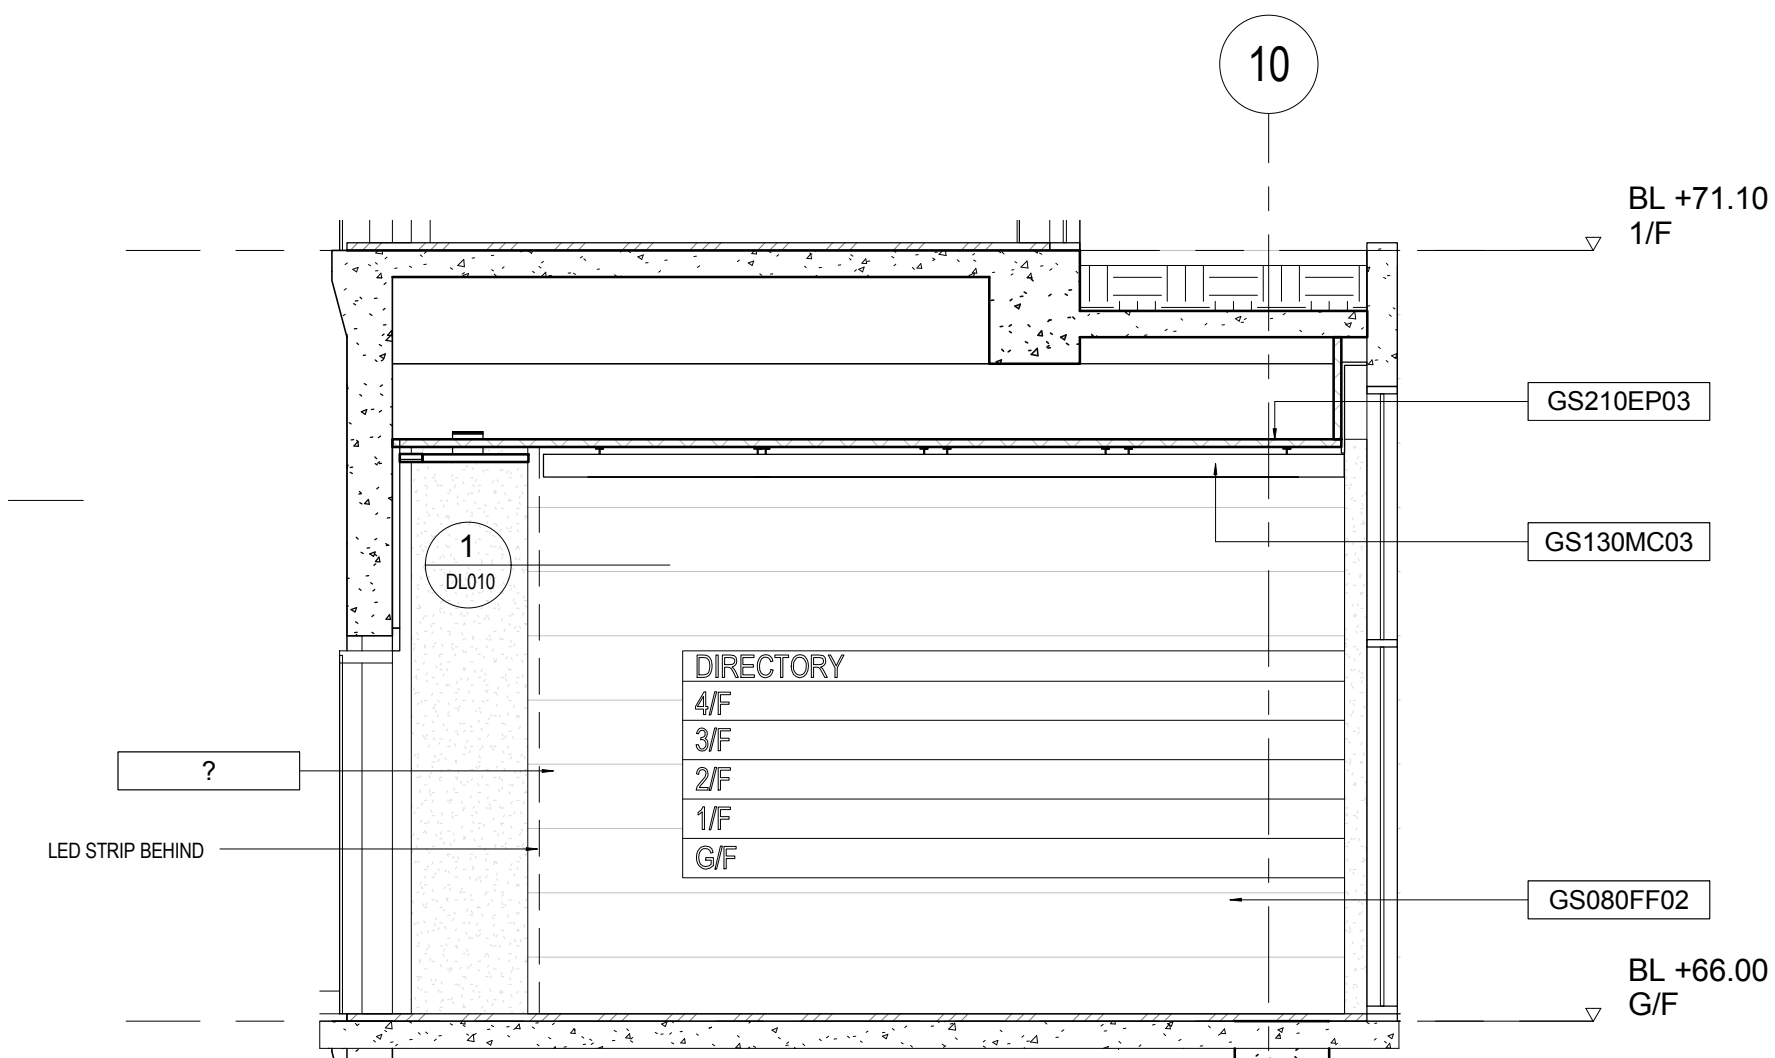 10
BL +71.10
1/F
GS210EP03
GS130MC03
1
DL010
DIRECTORY
4/F
3/F
2/F
1/F
G/F
?
LED STRIP BEHIND
GS080FF02
BL +66.00
G/F